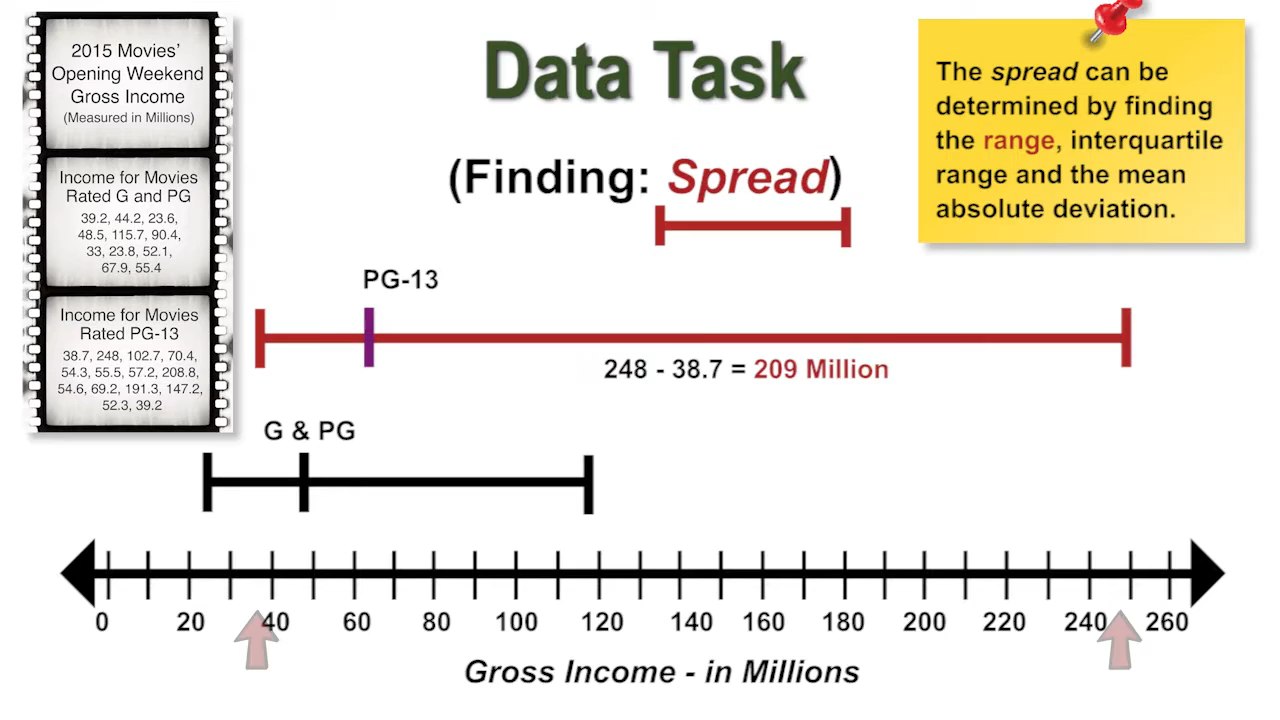 2015 Movies'
Opening Weekend
Gross Income
(Measured in Millions)
Income for Movies
Rated G and PG
39.2, 44.2, 23.6,
48.5, 115.7, 90.4,
33, 23.8, 52.1,
67.9, 55.4
Income for Movies
Rated PG-13
38.7, 248, 102.7, 70.4,
54.3, 55.5, 57.2, 208.8,
54.6, 69.2, 191.3, 147.2,
52.3, 39.2
Data Task
(Finding: Spread)
The spread can be
determined by finding
the range, interquartile
range and the mean
absolute deviation.
PG-13
248 - 38.7 = 209 Million
G & PG
0 20 40 60 80 100 120 140 160 180 200 220 240 260
Gross Income - in Millions